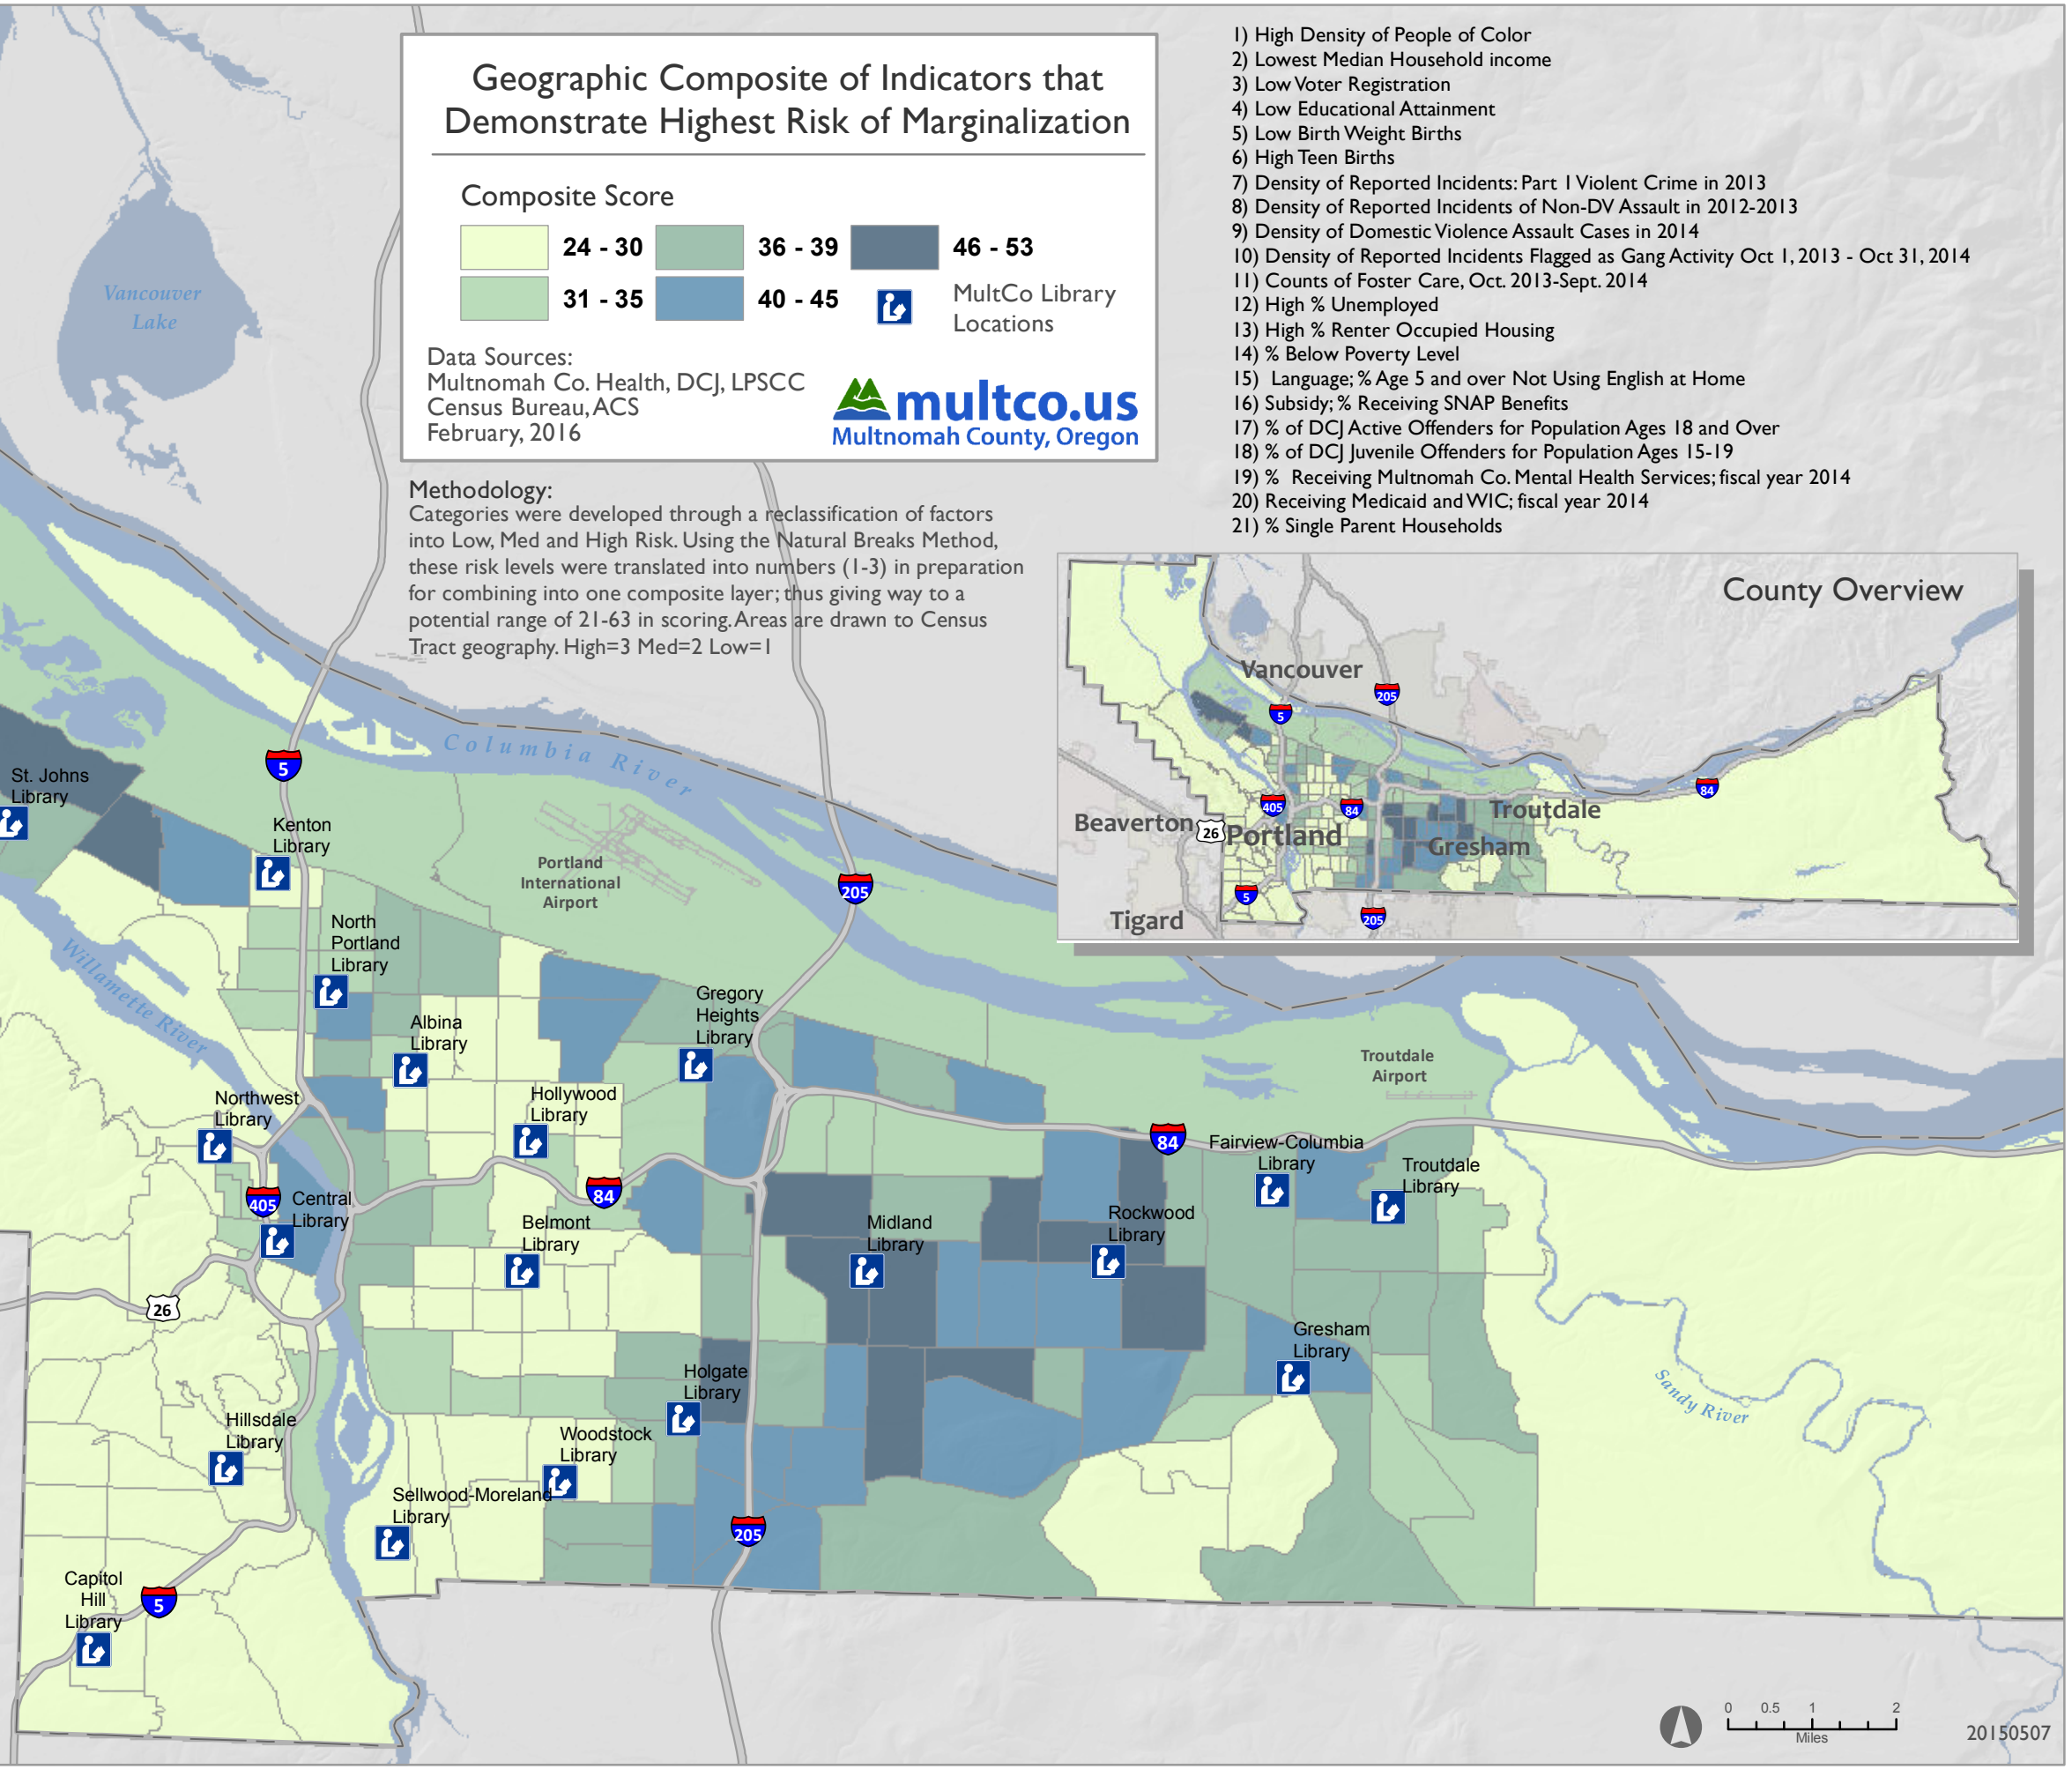 Geographic Composite of Indicators that
Demonstrate Highest Risk of Marginalization
Composite Score
24 - 30
36 - 39
46 - 53
31 - 35
40 - 45
MultCo Library
Locations
Data Sources:
Multnomah Co. Health, DCJ, LPSCC
Census Bureau, ACS
February, 2016
multco.us
Multnomah County, Oregon
Methodology:
Categories were developed through a reclassification of factors
into Low, Med and High Risk. Using the Natural Breaks Method,
these risk levels were translated into numbers (1-3) in preparation
for combining into one composite layer; thus giving way to a
potential range of 21-63 in scoring. Areas are drawn to Census
Tract geography. High=3 Med=2 Low=1
1) High Density of People of Color
2) Lowest Median Household income
3) Low Voter Registration
4) Low Educational Attainment
5) Low Birth Weight Births
6) High Teen Births
7) Density of Reported Incidents: Part 1 Violent Crime in 2013
8) Density of Reported Incidents of Non-DV Assault in 2012-2013
9) Density of Domestic Violence Assault Cases in 2014
10) Density of Reported Incidents Flagged as Gang Activity Oct 1, 2013 - Oct 31, 2014
11) Counts of Foster Care, Oct. 2013-Sept. 2014
12) High % Unemployed
13) High % Renter Occupied Housing
14) % Below Poverty Level
15) Language; % Age 5 and over Not Using English at Home
16) Subsidy; % Receiving SNAP Benefits
17) % of DCJ Active Offenders for Population Ages 18 and Over
18) % of DCJ Juvenile Offenders for Population Ages 15-19
19) % Receiving Multnomah Co. Mental Health Services; fiscal year 2014
20) Receiving Medicaid and WIC; fiscal year 2014
21) % Single Parent Households
County Overview
Vancouver
205
5
84
405
84
Troutdale
Beaverton
26
Portland
Gresham
5
205
Tigard
Vancouver
Lake
Columbia River
5
St. Johns
Library
Kenton
Library
Portland
International
Airport
205
North
Portland
Library
Willamette River
Gregory
Heights
Library
Albina
Library
Troutdale
Airport
Northwest
Library
Hollywood
Library
84
Fairview-Columbia
Library
Troutdale
Library
405
84
Central
Library
Belmont
Library
Midland
Library
Rockwood
Library
26
Gresham
Library
Holgate
Library
Sandy River
Hillsdale
Library
Woodstock
Library
Sellwood-Moreland
Library
205
Capitol
Hill
Library
5
0 0.5 1 2
Miles
20150507